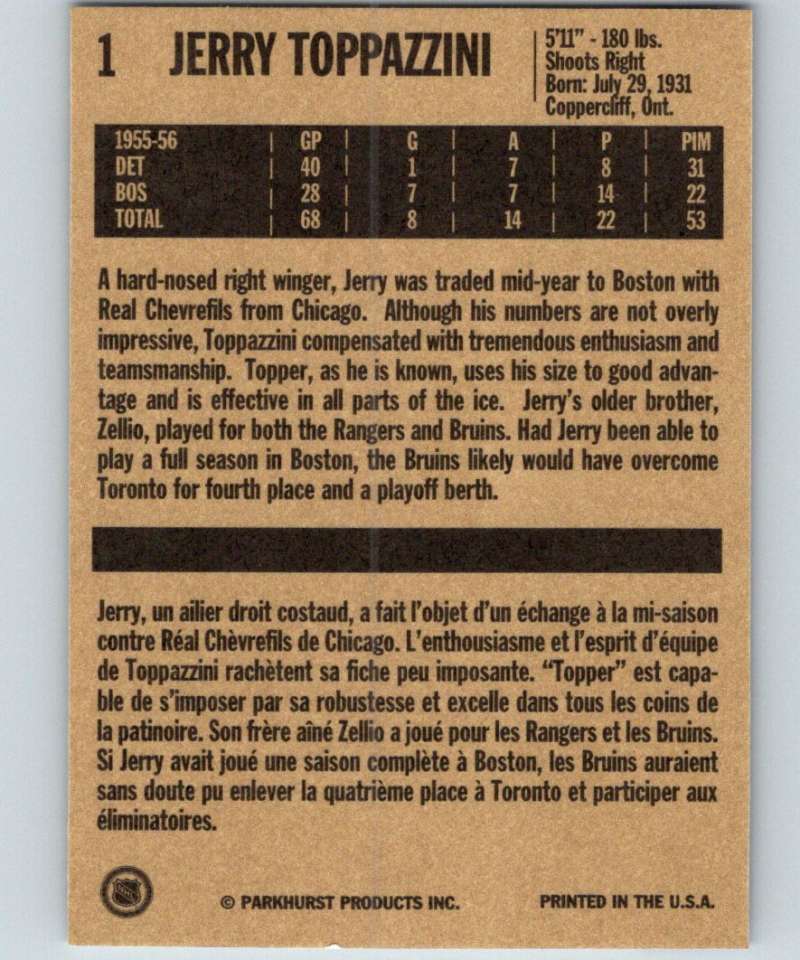 1 JERRY TOPPAZZINI
5'11" - 180 lbs.
Shoots Right
Born: July 29, 1931
Coppercliff, Ont.
1955-56 | GP | G | A | P | PIM
DET | 40 | 1 | 7 | 8 | 31
BOS | 28 | 7 | 7 | 14 | 22
TOTAL | 68 | 8 | 14 | 22 | 53
A hard-nosed right winger, Jerry was traded mid-year to Boston with
Real Chevrefils from Chicago. Although his numbers are not overly
impressive, Toppazzini compensated with tremendous enthusiasm and
teamsmanship. Topper, as he is known, uses his size to good advan-
tage and is effective in all parts of the ice. Jerry's older brother,
Zellio, played for both the Rangers and Bruins. Had Jerry been able to
play a full season in Boston, the Bruins likely would have overcome
Toronto for fourth place and a playoff berth.
Jerry, un ailier droit costaud, a fait l'objet d'un échange à la mi-saison
contre Réal Chèvrefils de Chicago. L'enthousiasme et l'esprit d'équipe
de Toppazzini rachètent sa fiche peu imposante. "Topper" est capa-
ble de s'imposer par sa robustesse et excelle dans tous les coins de
la patinoire. Son frère aîné Zellio a joué pour les Rangers et les Bruins.
Si Jerry avait joué une saison complète à Boston, les Bruins auraient
sans doute pu enlever la quatrième place à Toronto et participer aux
éliminatoires.
NHL
© PARKHURST PRODUCTS INC.
PRINTED IN THE U.S.A.